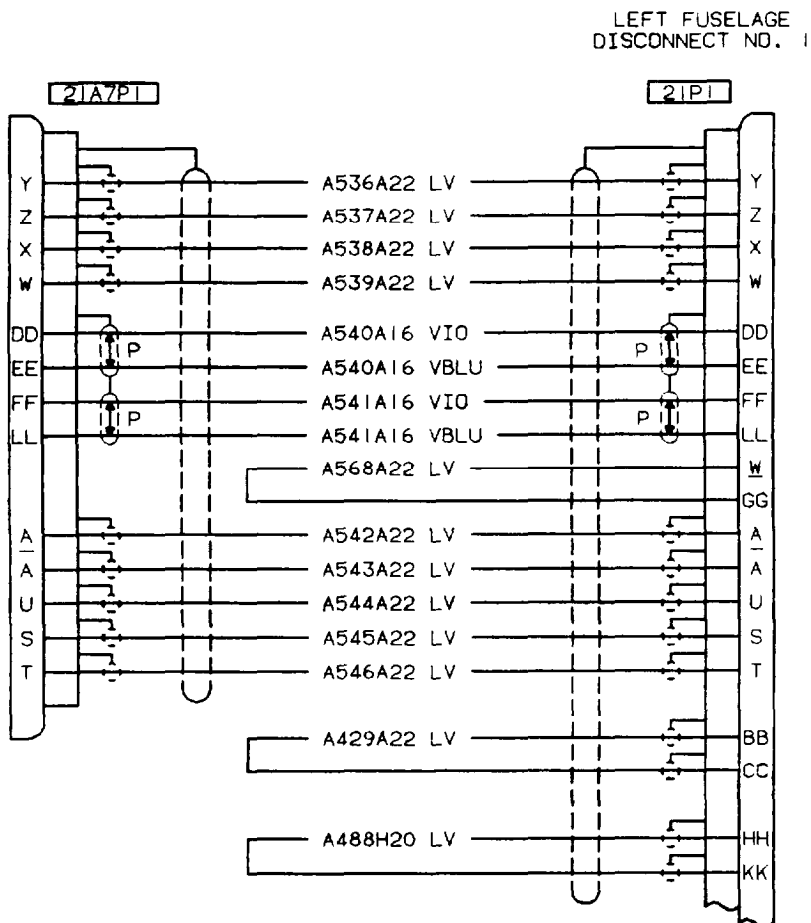 LEFT FUSELAGE
DISCONNECT NO. 1
21A7P1 21P1
Y A536A22 LV Y
Z A537A22 LV Z
X A538A22 LV X
W A539A22 LV W
DD A540A16 VIO DD
P P
EE A540A16 VBLU EE
FF A541A16 VIO FF
P P
LL A541A16 VBLU LL
A568A22 LV W
GG
A A542A22 LV A
A A543A22 LV A
U A544A22 LV U
S A545A22 LV S
T A546A22 LV T
A429A22 LV BB
CC
A488H20 LV HH
KK